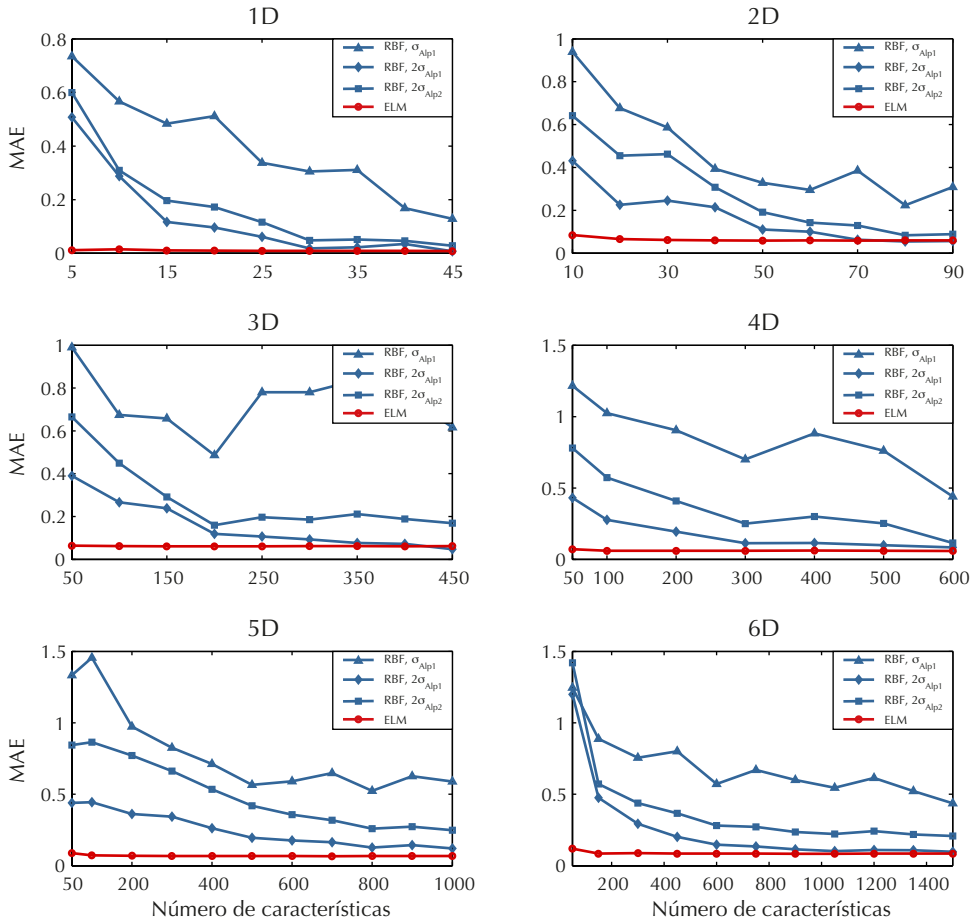 1D
MAE
0.8
0.6
0.4
0.2
0
5 15 25 35 45
RBF, σAlp1
RBF, 2σAlp1
RBF, 2σAlp2
ELM
2D
1
0.8
0.6
0.4
0.2
0
10 30 50 70 90
RBF, σAlp1
RBF, 2σAlp1
RBF, 2σAlp2
ELM
3D
MAE
1
0.8
0.6
0.4
0.2
0
50 150 250 350 450
RBF, σAlp1
RBF, 2σAlp1
RBF, 2σAlp2
ELM
4D
1.5
1
0.5
0
50 100 200 300 400 500 600
RBF, σAlp1
RBF, 2σAlp1
RBF, 2σAlp2
ELM
5D
MAE
1.5
1
0.5
0
50 200 400 600 800 1000
Número de características
RBF, σAlp1
RBF, 2σAlp1
RBF, 2σAlp2
ELM
6D
1.5
1
0.5
0
200 400 600 800 1000 1200 1400
Número de características
RBF, σAlp1
RBF, 2σAlp1
RBF, 2σAlp2
ELM